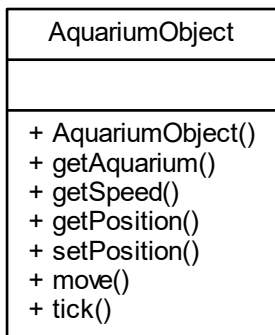 AquariumObject
+ AquariumObject()
+ getAquarium()
+ getSpeed()
+ getPosition()
+ setPosition()
+ move()
+ tick()